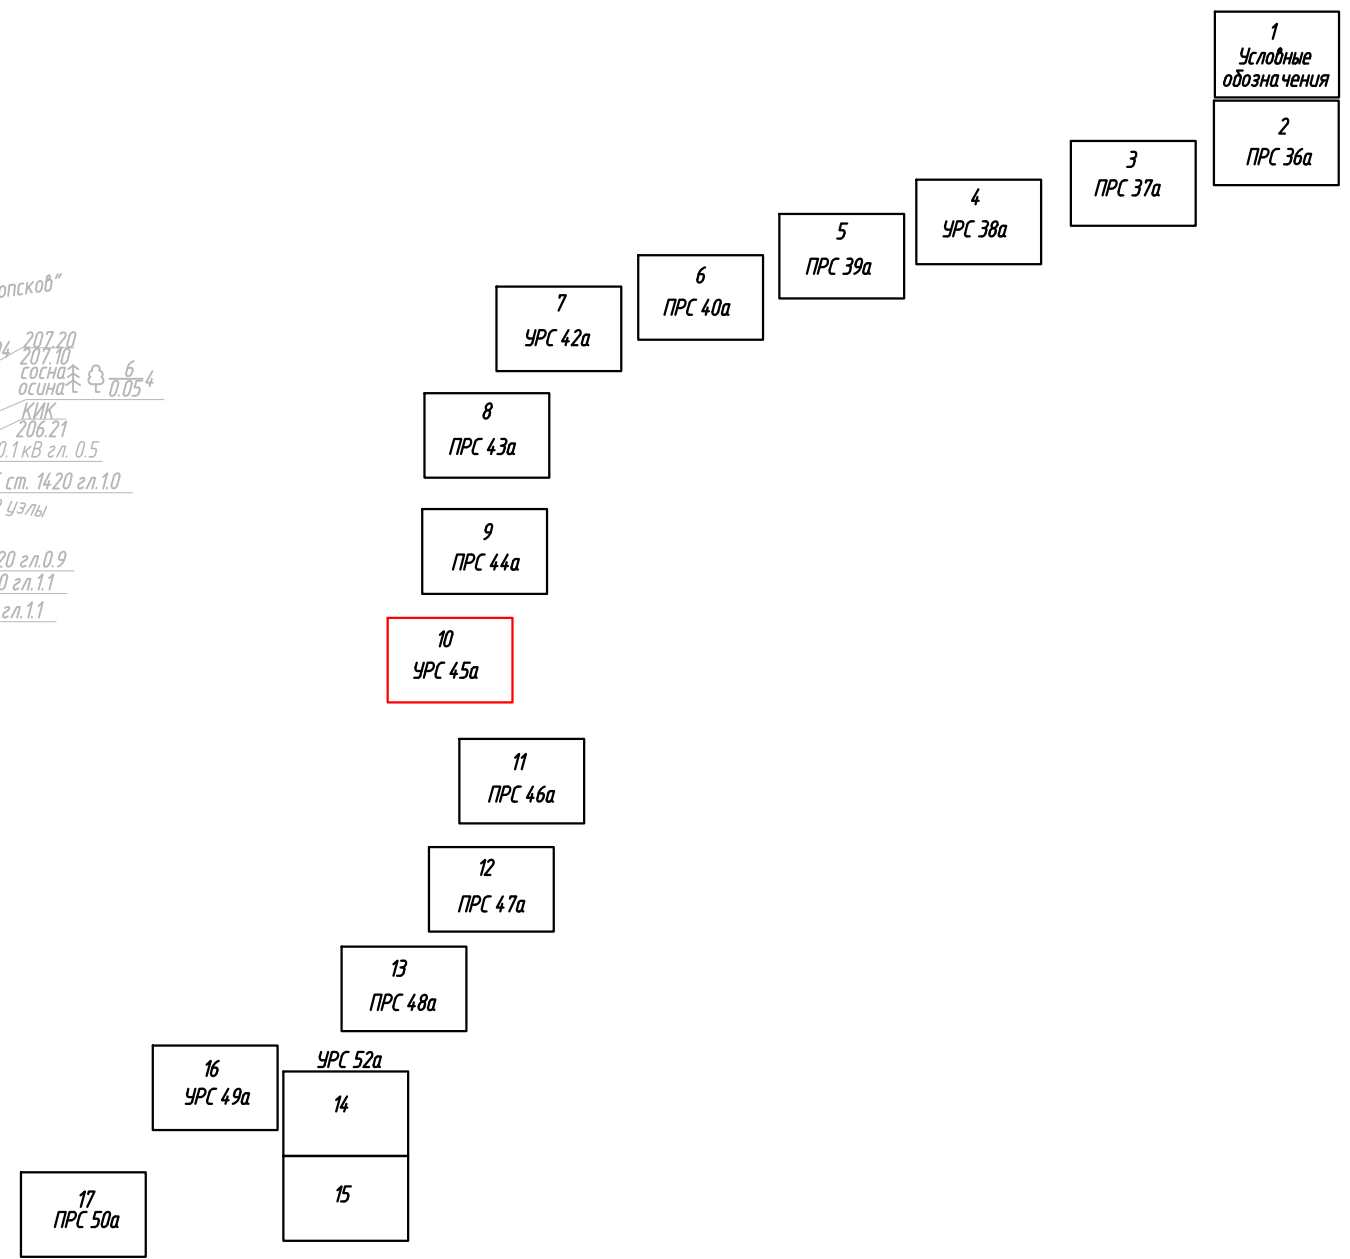 1
Условные
обозначения
2
ПРС 36а
3
ПРС 37а
4
УРС 38а
5
ПРС 39а
6
ПРС 40а
7
УРС 42а
8
ПРС 43а
9
ПРС 44а
10
УРС 45а
11
ПРС 46а
12
ПРС 47а
13
ПРС 48а
УРС 52а
14
15
16
УРС 49а
17
ПРС 50а
207.20
207.10
сосна
осина
6
0.05
4
КИК
206.21
0.1 кВ гл. 0.5
ст. 1420 гл.1.0
узлы
гл.0.9
гл.1.1
гл.1.1